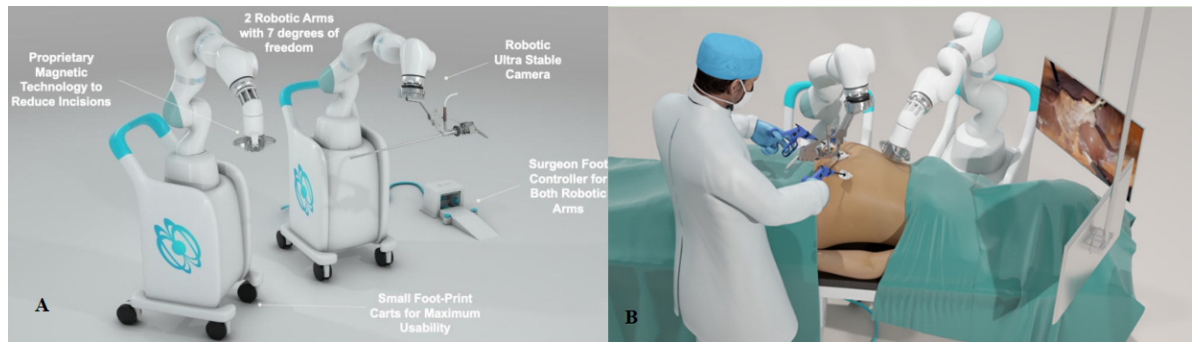 2 Robotic Arms
with 7 degrees of
freedom
Proprietary
Magnetic
Technology to
Reduce Incisions
Robotic
Ultra Stable
Camera
Surgeon Foot
Controller for
Both Robotic
Arms
Small Foot-Print
Carts for Maximum
Usability
A
B